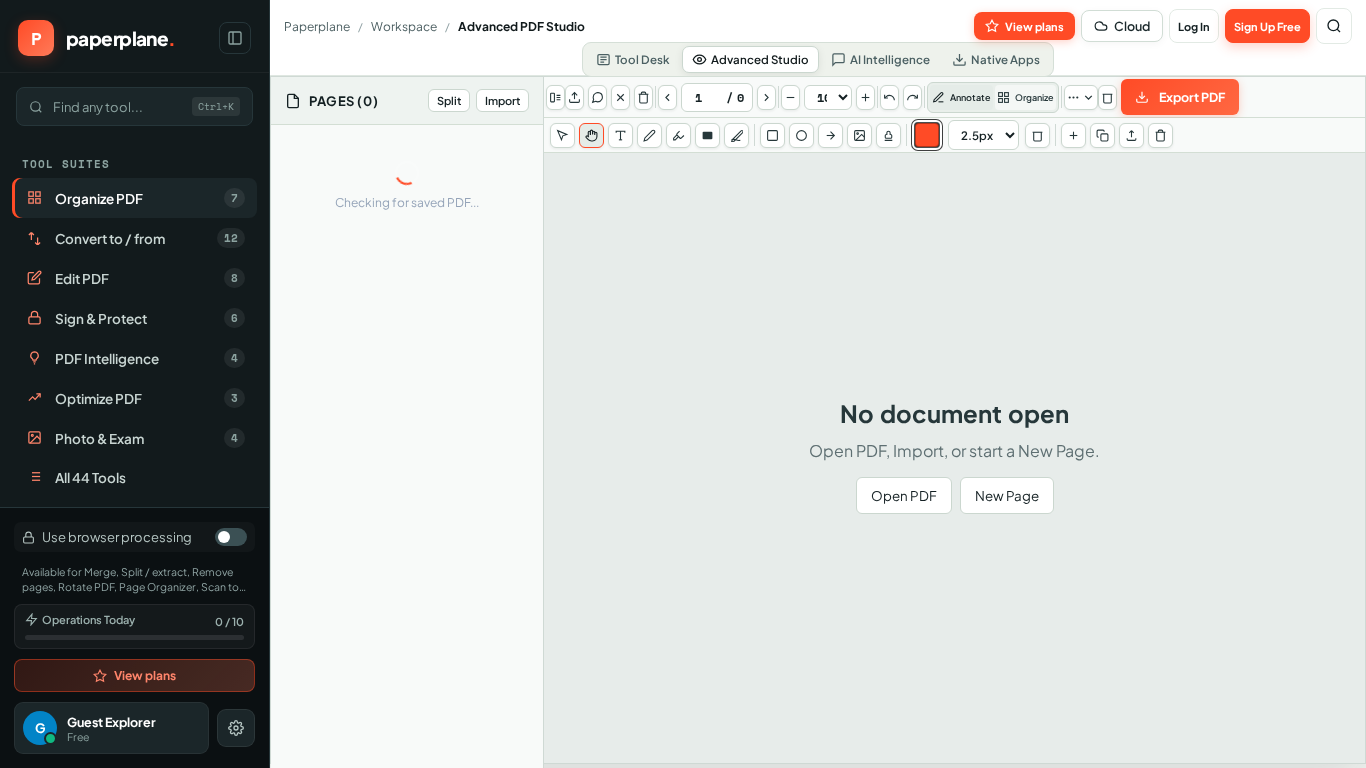 P paperplane.
Find any tool... Ctrl+K
TOOL SUITES
Organize PDF 7
Convert to / from 12
Edit PDF 8
Sign & Protect 6
PDF Intelligence 4
Optimize PDF 3
Photo & Exam 4
All 44 Tools
Use browser processing
Available for Merge, Split / extract, Remove
pages, Rotate PDF, Page Organizer, Scan to...
Operations Today 0 / 10
View plans
G Guest Explorer
Free
Paperplane / Workspace / Advanced PDF Studio
View plans Cloud Log In Sign Up Free
Tool Desk Advanced Studio AI Intelligence Native Apps
PAGES (0) Split Import
Checking for saved PDF...
1 / 0 Annotate Organize Export PDF
2.5px
No document open
Open PDF, Import, or start a New Page.
Open PDF New Page